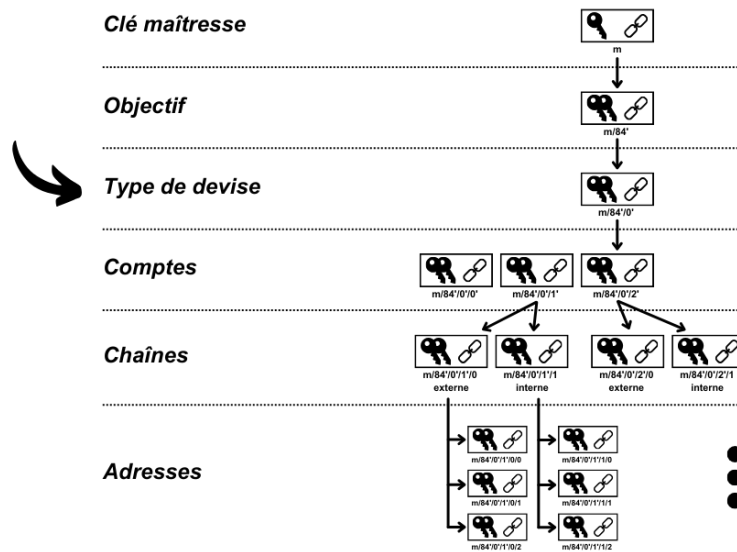 Clé maîtresse
m
Objectif
m/84'
Type de devise
m/84'/0'
Comptes
m/84'/0'/0' m/84'/0'/1' m/84'/0'/2'
Chaînes
m/84'/0'/1'/0 m/84'/0'/1'/1 m/84'/0'/2'/0 m/84'/0'/2'/1
externe interne externe interne
m/84'/0'/1'/0/0 m/84'/0'/1'/1/0
Adresses
m/84'/0'/1'/0/1 m/84'/0'/1'/1/1
m/84'/0'/1'/0/2 m/84'/0'/1'/1/2